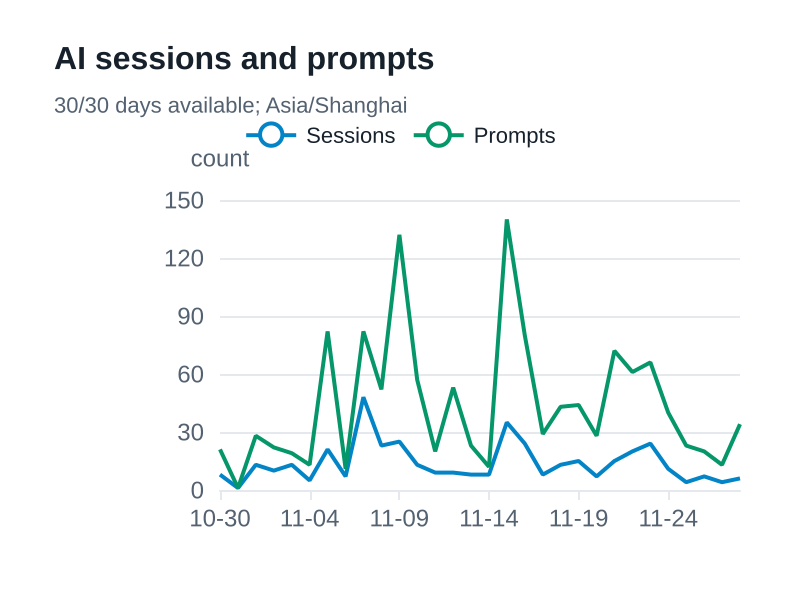 AI sessions and prompts
30/30 days available; Asia/Shanghai
Sessions Prompts
count
150
120
90
60
30
0
10-30 11-04 11-09 11-14 11-19 11-24